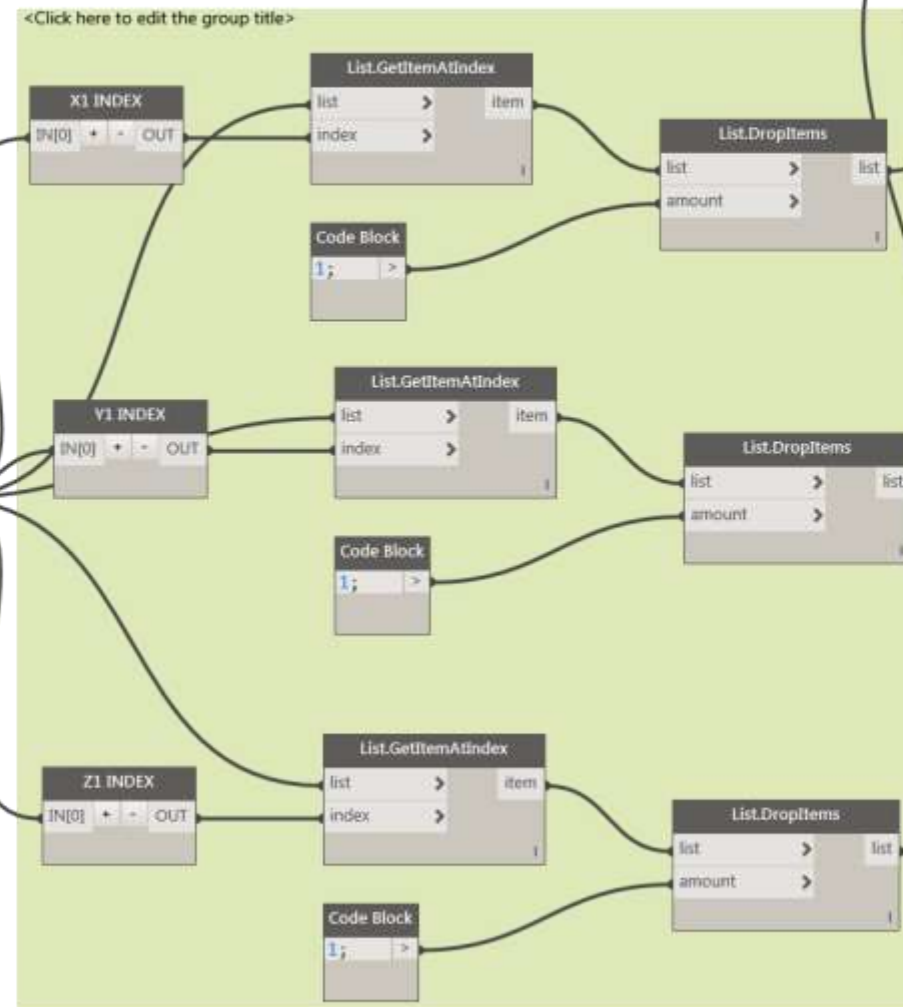 <Click here to edit the group title>
List.GetItemAtIndex
X1 INDEX
list > item
IN[0] + - OUT
index >
List.DropItems
list > list
amount >
Code Block
1; >
List.GetItemAtIndex
Y1 INDEX
list > item
IN[0] + - OUT
index >
List.DropItems
list > list
amount >
Code Block
1; >
List.GetItemAtIndex
Z1 INDEX
list > item
IN[0] + - OUT
index >
List.DropItems
list > list
amount >
Code Block
1; >